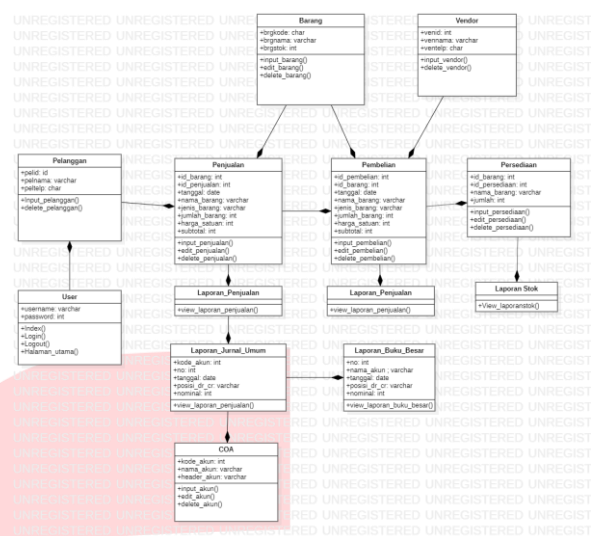 Barang
+brgkode: char
+brgnama: varchar
+brgstok: int
+input_barang()
+edit_barang()
+delete_barang()
Vendor
+venid: int
+vennama: varchar
+ventelp: char
+input_vendor()
+delete_vendor()
Pelanggan
+pelid: id
+pelnama: varchar
+peltelp: char
+input_pelanggan()
+delete_pelanggan()
Penjualan
+id_barang: int
+id_penjualan: int
+tanggal: date
+nama_barang: varchar
+jenis_barang: varchar
+jumlah_barang: int
+harga_satuan: int
+subtotal: int
+input_penjualan()
+edit_penjualan()
+delete_penjualan()
Pembelian
+id_pembelian: int
+id_barang: int
+tanggal: date
+nama_barang: varchar
+jenis_barang: varchar
+jumlah_barang: int
+harga_satuan: int
+subtotal: int
+input_pembelian()
+edit_pembelian()
+delete_pembelian()
Persediaan
+id_barang: int
+id_persediaan: int
+nama_barang: varchar
+jumlah: int
+input_persediaan()
+edit_persediaan()
+delete_persediaan()
User
+username: varchar
+password: int
+Index()
+Login()
+Logout()
+Halaman_utama()
Laporan_Penjualan
+view_laporan_penjualan()
Laporan_Penjualan
+view_laporan_penjualan()
Laporan Stok
+View_laporanstok()
Laporan_Jurnal_Umum
+kode_akun: int
+no: int
+tanggal: date
+posisi_dr_cr: varchar
+nominal: int
+view_laporan_penjualan()
Laporan_Buku_Besar
+no: int
+nama_akun : varchar
+tanggal: date
+posisi_dr_cr: varchar
+nominal: int
+view_laporan_buku_besar()
COA
+kode_akun: int
+nama_akun: varchar
+header_akun: varchar
+input_akun()
+edit_akun()
+delete_akun()